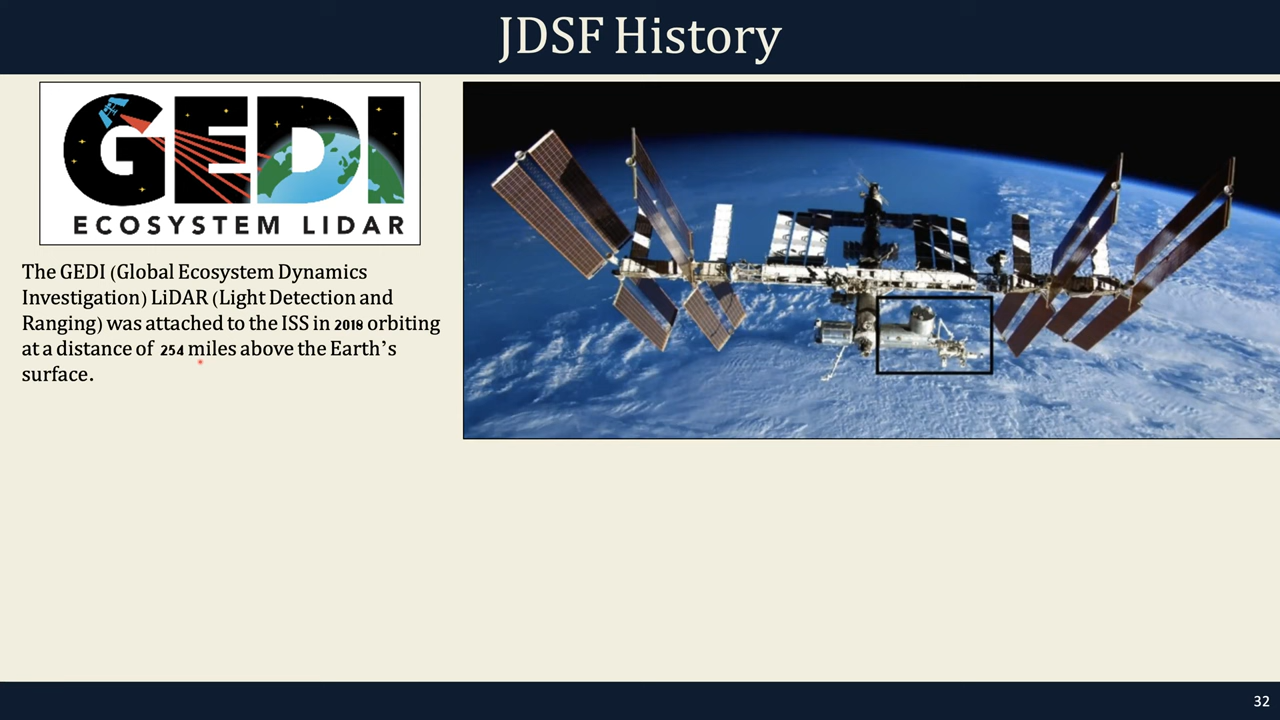 JDSF History
GEDI
ECOSYSTEM LIDAR
The GEDI (Global Ecosystem Dynamics
Investigation) LiDAR (Light Detection and
Ranging) was attached to the ISS in 2018 orbiting
at a distance of 254 miles above the Earth’s
surface.
32